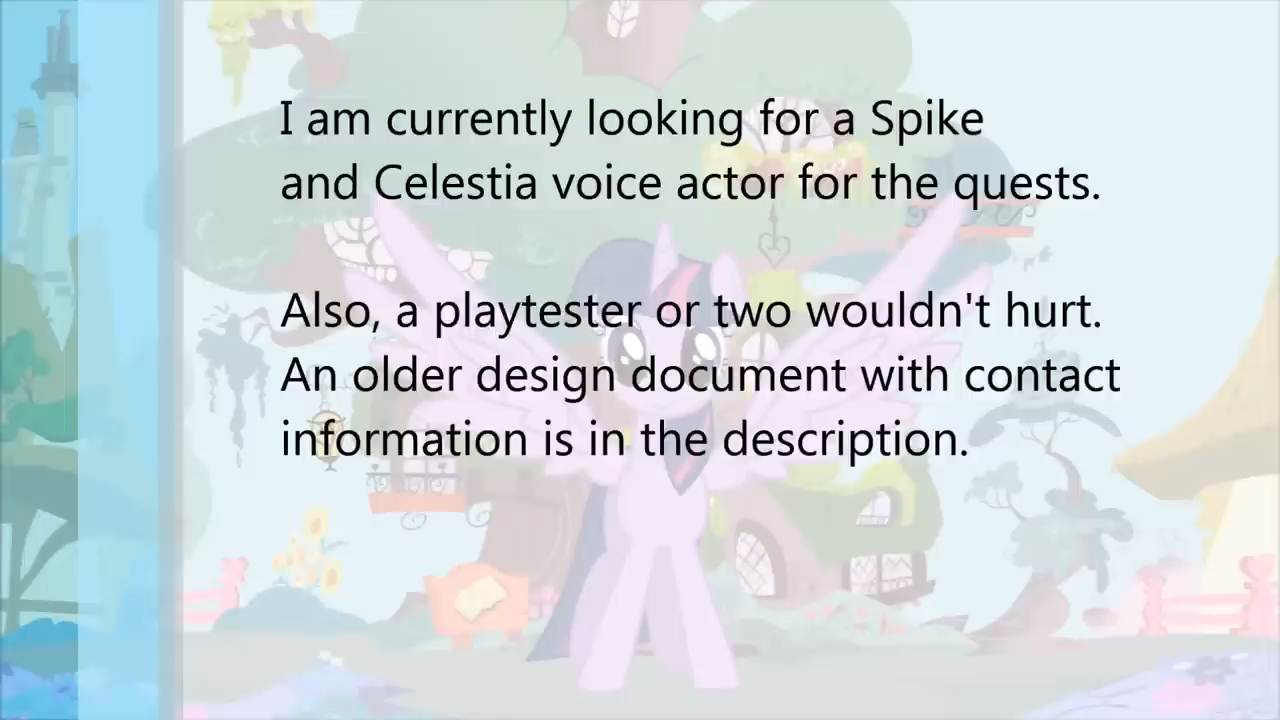 I am currently looking for a Spike
and Celestia voice actor for the quests.
Also, a playtester or two wouldn't hurt.
An older design document with contact
information is in the description.